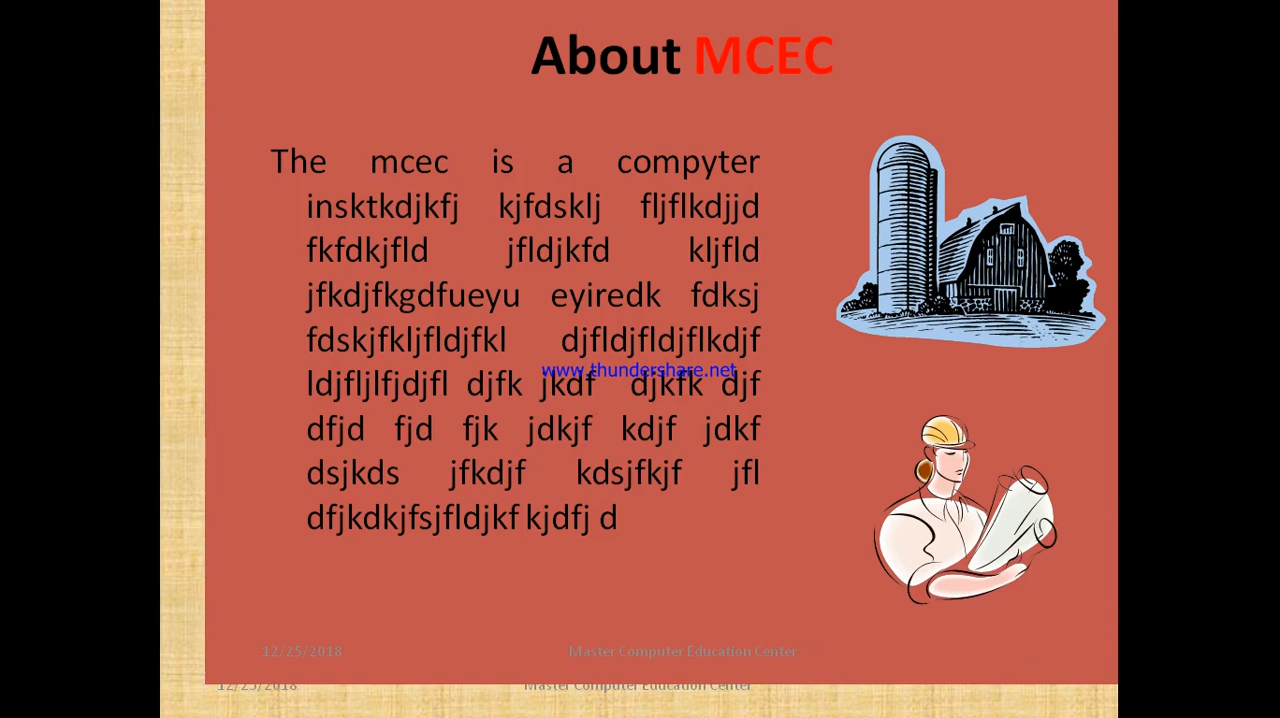 About MCEC
The mcec is a compyter
insktkdjkfj kjfdsklj fljflkdjjd
fkfdkjfld jfldjkfd kljfld
jfkdjfkgdfueyu eyiredk fdksj
fdskjfkljfldjfkl djfldjfldjflkdjf
www.thundershare.net
ldjfljlfjdjfl djfk jkdf djkfk djf
dfjd fjd fjk jdkjf kdjf jdkf
dsjkds jfkdjf kdsjfkjf jfl
dfjkdkjfsjfldjkf kjdfj d
12/25/2018 Master Computer Education Center
12/25/2018 Master Computer Education Center